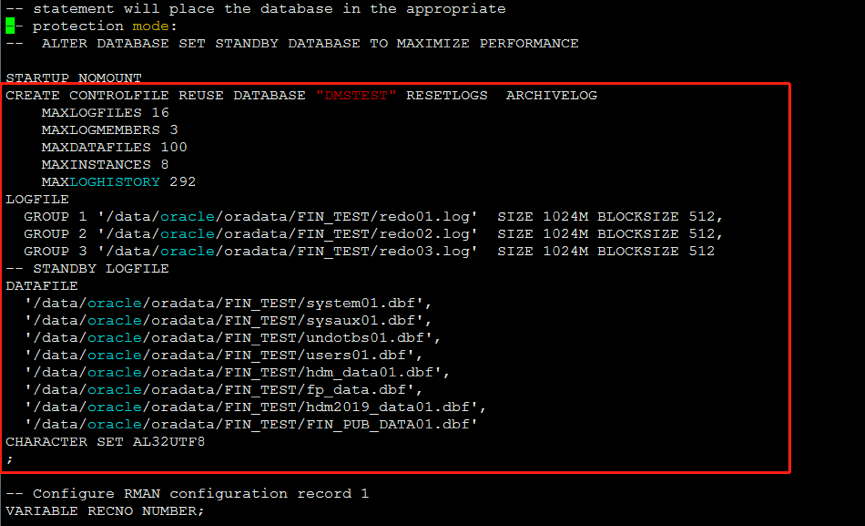 -- statement will place the database in the appropriate
-- protection mode:
--  ALTER DATABASE SET STANDBY DATABASE TO MAXIMIZE PERFORMANCE
STARTUP NOMOUNT
CREATE CONTROLFILE REUSE DATABASE "DMSTEST" RESETLOGS  ARCHIVELOG
    MAXLOGFILES 16
    MAXLOGMEMBERS 3
    MAXDATAFILES 100
    MAXINSTANCES 8
    MAXLOGHISTORY 292
LOGFILE
  GROUP 1 '/data/oracle/oradata/FIN_TEST/redo01.log'  SIZE 1024M BLOCKSIZE 512,
  GROUP 2 '/data/oracle/oradata/FIN_TEST/redo02.log'  SIZE 1024M BLOCKSIZE 512,
  GROUP 3 '/data/oracle/oradata/FIN_TEST/redo03.log'  SIZE 1024M BLOCKSIZE 512
-- STANDBY LOGFILE
DATAFILE
  '/data/oracle/oradata/FIN_TEST/system01.dbf',
  '/data/oracle/oradata/FIN_TEST/sysaux01.dbf',
  '/data/oracle/oradata/FIN_TEST/undotbs01.dbf',
  '/data/oracle/oradata/FIN_TEST/users01.dbf',
  '/data/oracle/oradata/FIN_TEST/hdm_data01.dbf',
  '/data/oracle/oradata/FIN_TEST/fp_data.dbf',
  '/data/oracle/oradata/FIN_TEST/hdm2019_data01.dbf',
  '/data/oracle/oradata/FIN_TEST/FIN_PUB_DATA01.dbf'
CHARACTER SET AL32UTF8
;
-- Configure RMAN configuration record 1
VARIABLE RECNO NUMBER;